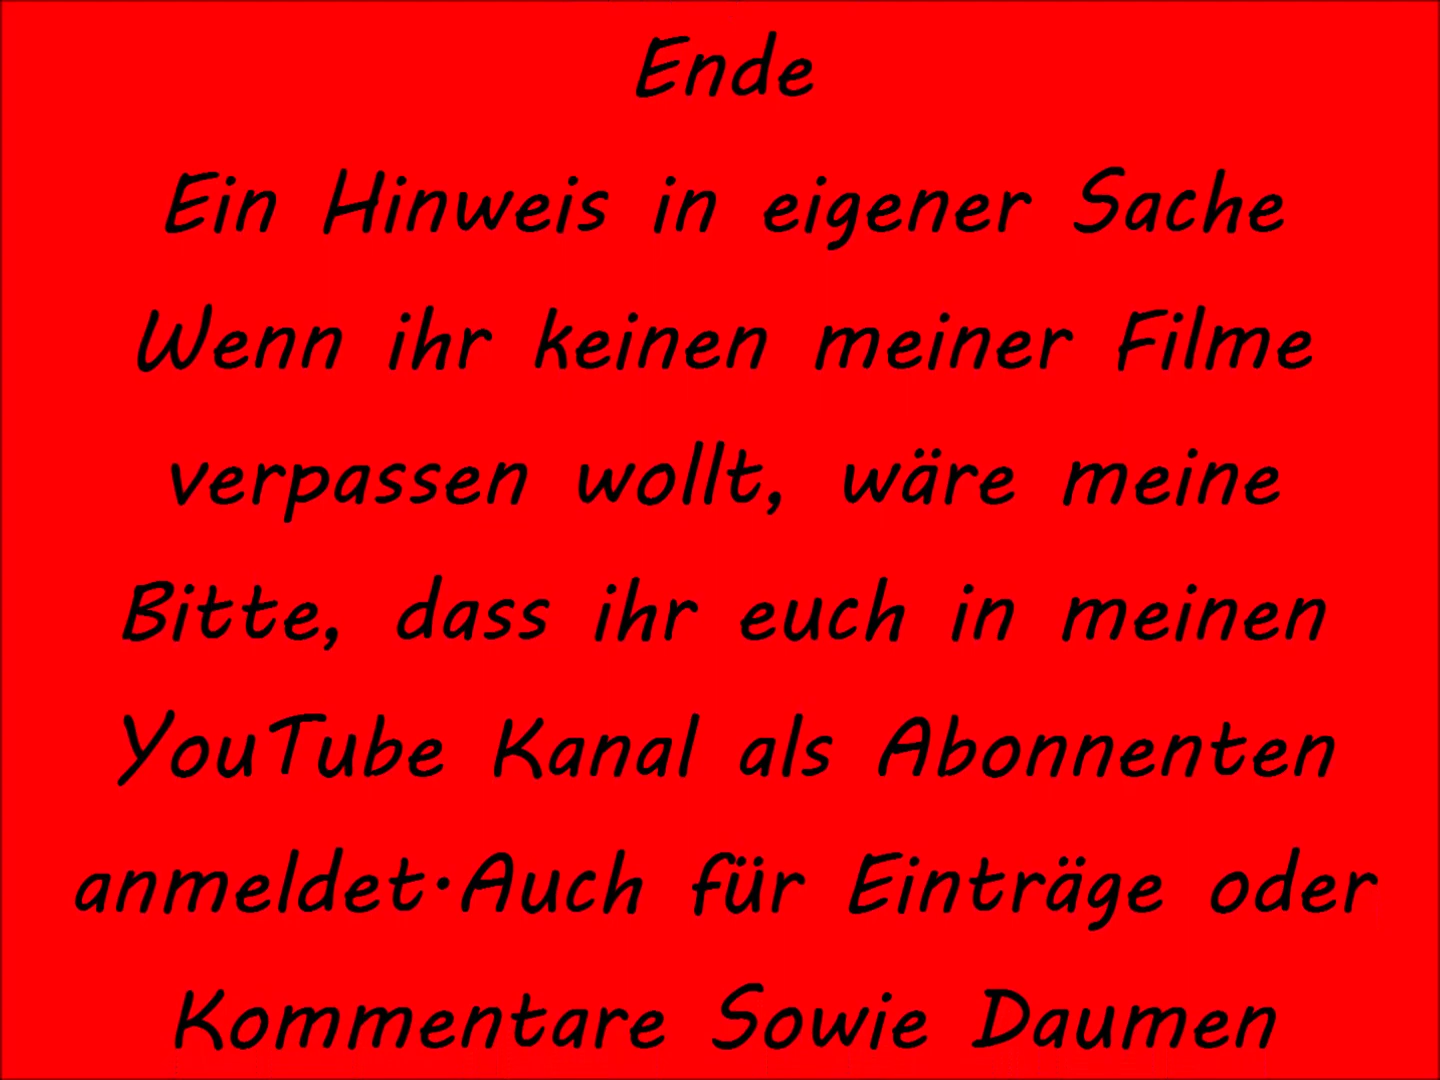 Ende
Ein Hinweis in eigener Sache
Wenn ihr keinen meiner Filme
verpassen wollt, wäre meine
Bitte, dass ihr euch in meinen
YouTube Kanal als Abonnenten
anmeldet·Auch für Einträge oder
Kommentare Sowie Daumen